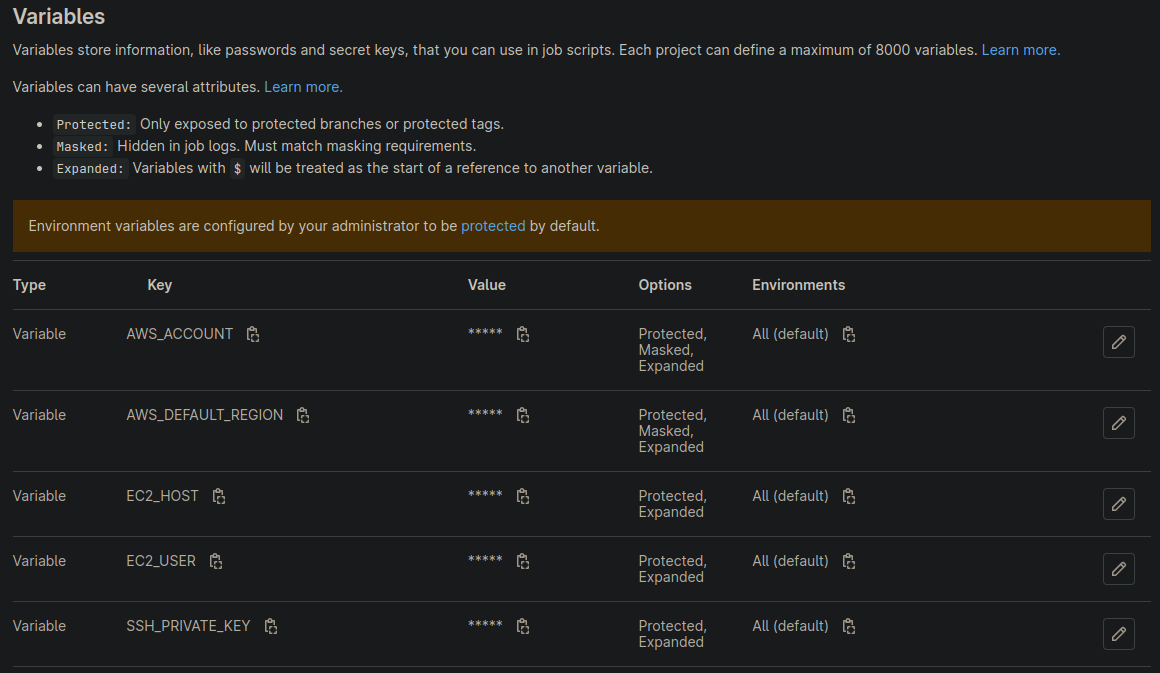 Variables
Variables store information, like passwords and secret keys, that you can use in job scripts. Each project can define a maximum of 8000 variables. Learn more.
Variables can have several attributes. Learn more.
Protected: Only exposed to protected branches or protected tags.
Masked: Hidden in job logs. Must match masking requirements.
Expanded: Variables with $ will be treated as the start of a reference to another variable.
Environment variables are configured by your administrator to be protected by default.
Type Key Value Options Environments
Variable AWS_ACCOUNT ***** Protected, All (default)
Masked,
Expanded
Variable AWS_DEFAULT_REGION ***** Protected, All (default)
Masked,
Expanded
Variable EC2_HOST ***** Protected, All (default)
Expanded
Variable EC2_USER ***** Protected, All (default)
Expanded
Variable SSH_PRIVATE_KEY ***** Protected, All (default)
Expanded